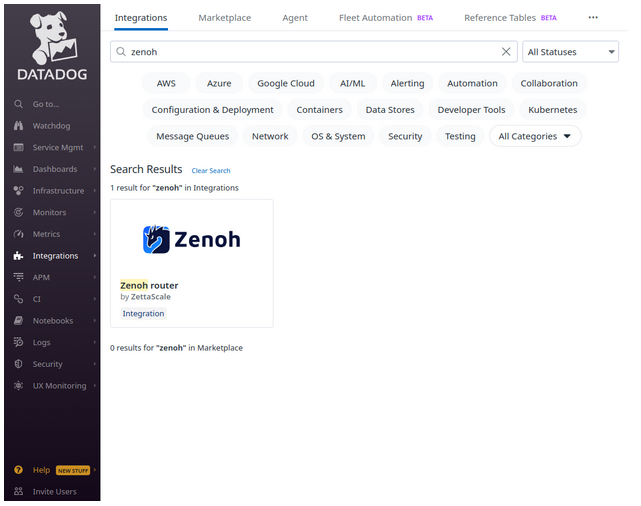 DATADOG
Go to...
Watchdog
Service Mgmt
Dashboards
Infrastructure
Monitors
Metrics
Integrations
APM
CI
Notebooks
Logs
Security
UX Monitoring
Help NEW STUFF
Invite Users
Integrations Marketplace Agent Fleet Automation BETA Reference Tables BETA
zenoh All Statuses
AWS Azure Google Cloud AI/ML Alerting Automation Collaboration
Configuration & Deployment Containers Data Stores Developer Tools Kubernetes
Message Queues Network OS & System Security Testing All Categories
Search Results Clear Search
1 result for "zenoh" in Integrations
Zenoh
Zenoh router
by ZettaScale
Integration
0 results for "zenoh" in Marketplace